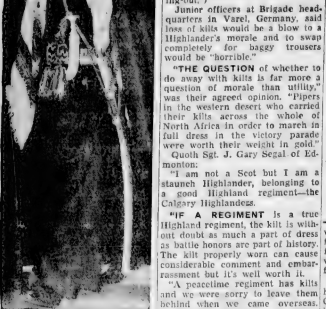 Junior officers at Brigade head-
quarters in Varel, Germany, said
loss of kilts would be a blow to a
Highlander's morale and to swap
completely for baggy trousers
would be "horrible."
"THE QUESTION of whether to
do away with kilts is far more a
question of morale than utility,"
was their agreed opinion. "Pipers
in the western desert who carried
their kilts across the whole of
North Africa in order to march in
full dress in the victory parade
were worth their weight in gold."
Quoth Sgt. J. Gary Segal of Ed-
monton:
"I am not a Scot but I am a
staunch Highlander, belonging to
a good Highland regiment—the
Calgary Highlanders.
"IF A REGIMENT is a true
Highland regiment, the kilt is with-
out doubt as much a part of dress
as battle honors are part of history.
The kilt properly worn can cause
considerable comment and embar-
rassment but it's well worth it.
"A peacetime regiment has kilts
and we were sorry to leave them
behind when we came overseas.